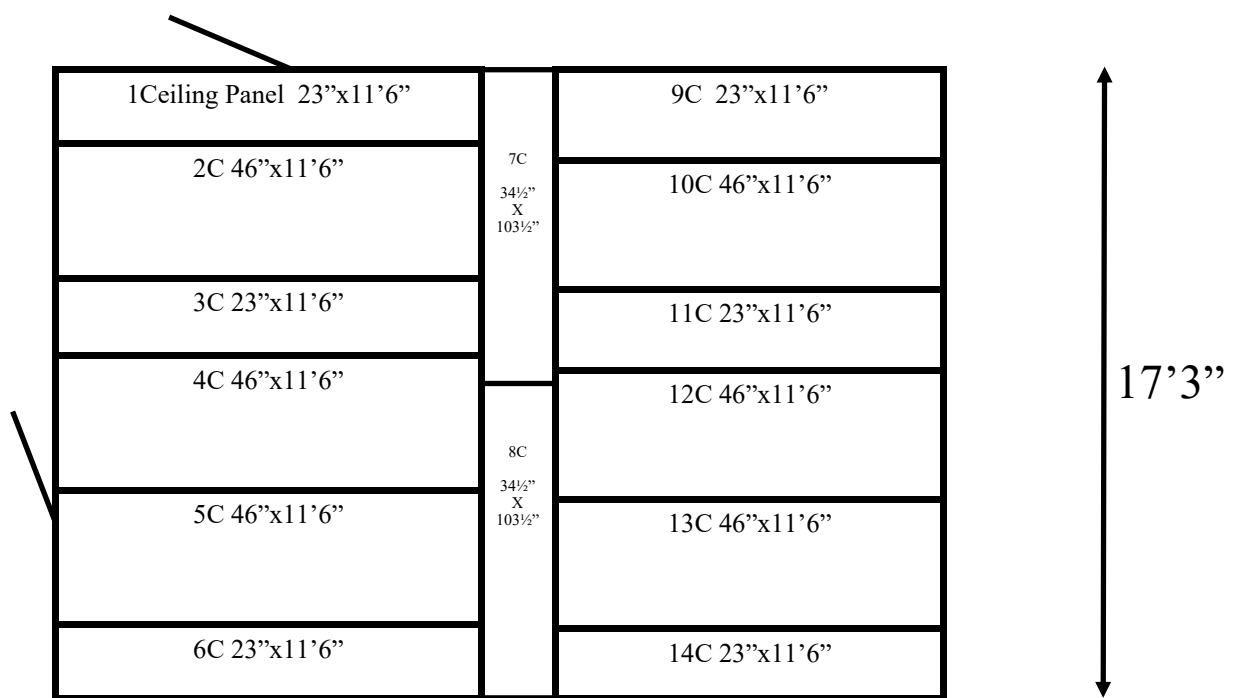 1Ceiling Panel  23”x11’6”
2C 46”x11’6”
3C 23”x11’6”
4C 46”x11’6”
5C 46”x11’6”
6C 23”x11’6”
7C
34½”
X
103½”
8C
34½”
X
103½”
9C  23”x11’6”
10C 46”x11’6”
11C 23”x11’6”
12C 46”x11’6”
13C 46”x11’6”
14C 23”x11’6”
17’3”